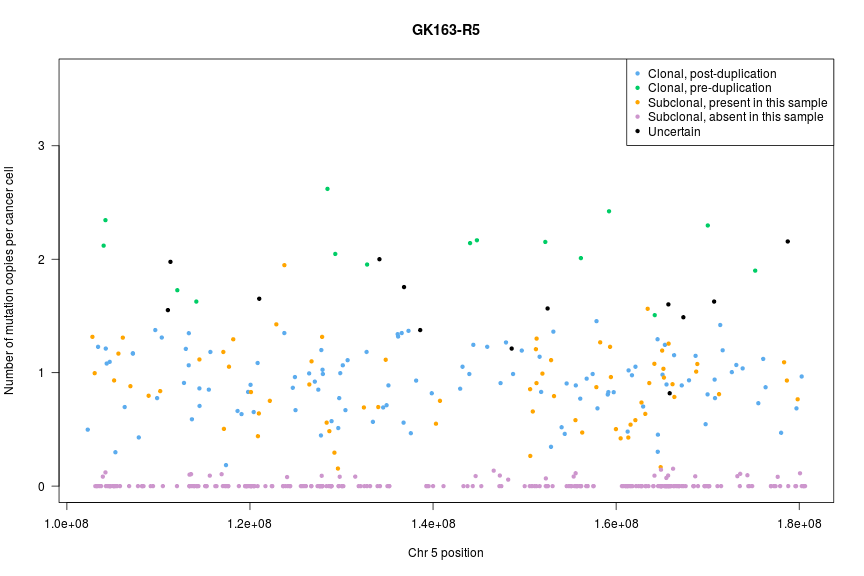 GK163-R5
Clonal, post-duplication
Clonal, pre-duplication
Subclonal, present in this sample
Subclonal, absent in this sample
Uncertain
Number of mutation copies per cancer cell
3
2
1
0
1.0e+08 1.2e+08 1.4e+08 1.6e+08 1.8e+08
Chr 5 position